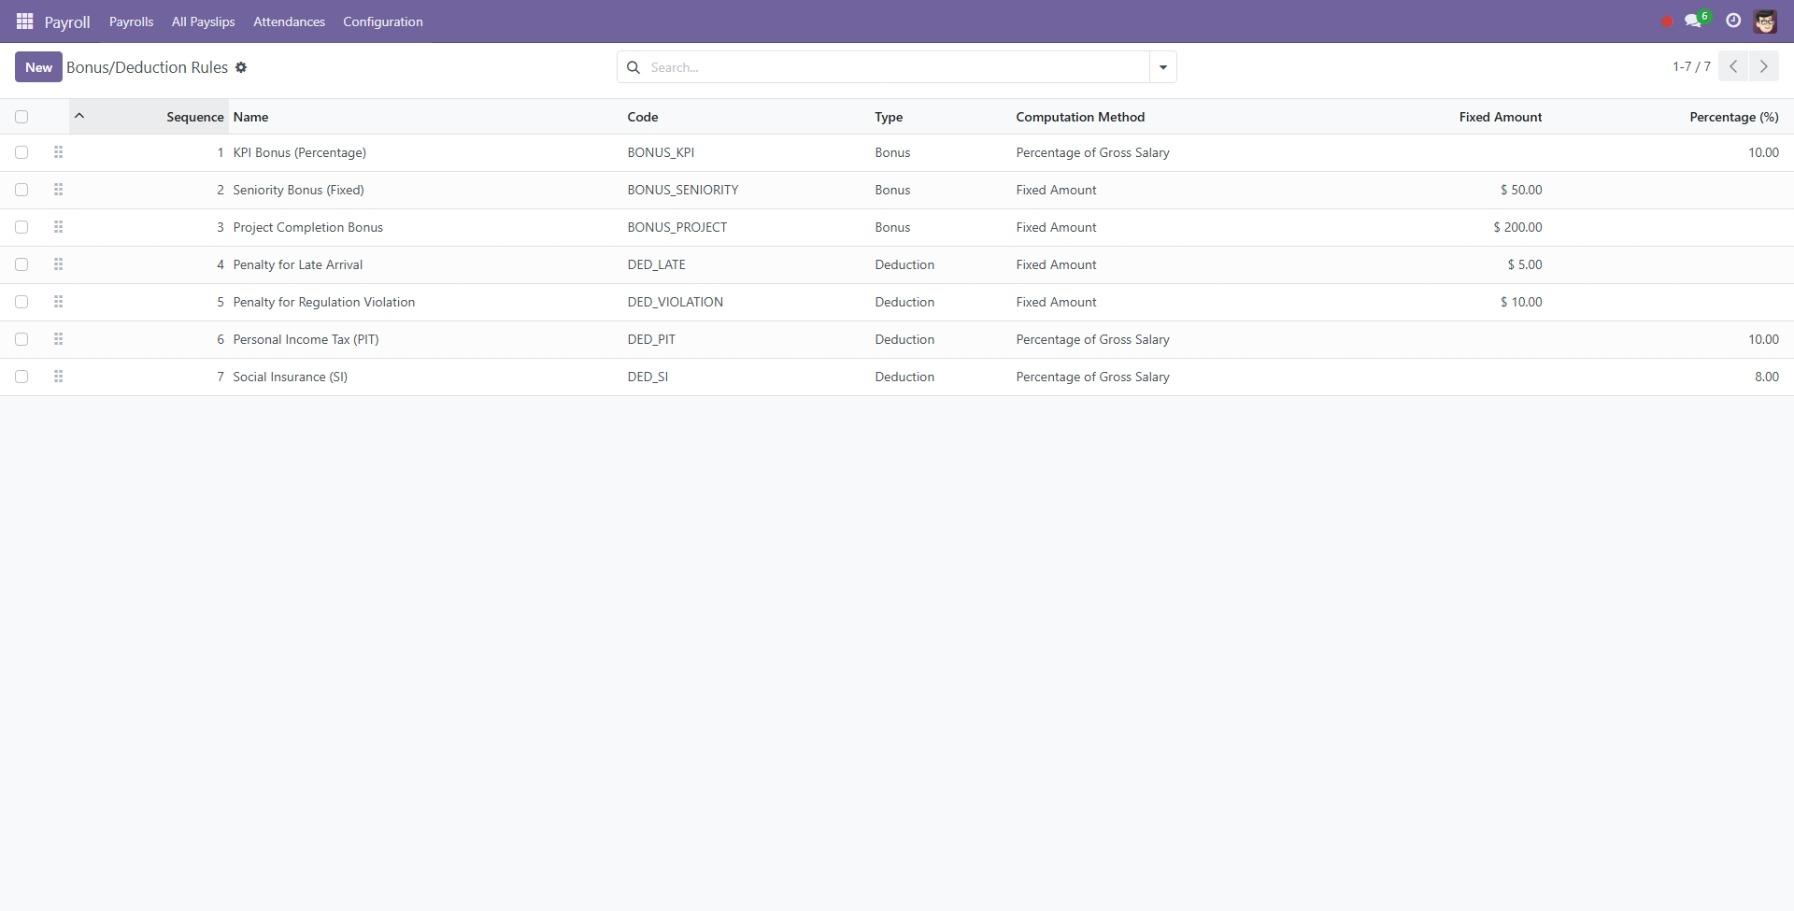 Payroll Payrolls All Payslips Attendances Configuration 6
New Bonus/Deduction Rules Search... 1-7 / 7
Sequence Name Code Type Computation Method Fixed Amount Percentage (%)
1 KPI Bonus (Percentage) BONUS_KPI Bonus Percentage of Gross Salary 10.00
2 Seniority Bonus (Fixed) BONUS_SENIORITY Bonus Fixed Amount $ 50.00
3 Project Completion Bonus BONUS_PROJECT Bonus Fixed Amount $ 200.00
4 Penalty for Late Arrival DED_LATE Deduction Fixed Amount $ 5.00
5 Penalty for Regulation Violation DED_VIOLATION Deduction Fixed Amount $ 10.00
6 Personal Income Tax (PIT) DED_PIT Deduction Percentage of Gross Salary 10.00
7 Social Insurance (SI) DED_SI Deduction Percentage of Gross Salary 8.00